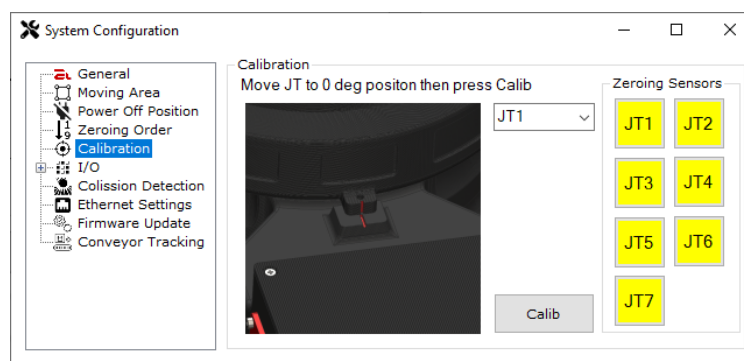 System Configuration
General
Moving Area
Power Off Position
Zeroing Order
Calibration
I/O
Colission Detection
Ethernet Settings
Firmware Update
Conveyor Tracking
Calibration
Move JT to 0 deg positon then press Calib
JT1
Calib
Zeroing Sensors
JT1 JT2
JT3 JT4
JT5 JT6
JT7